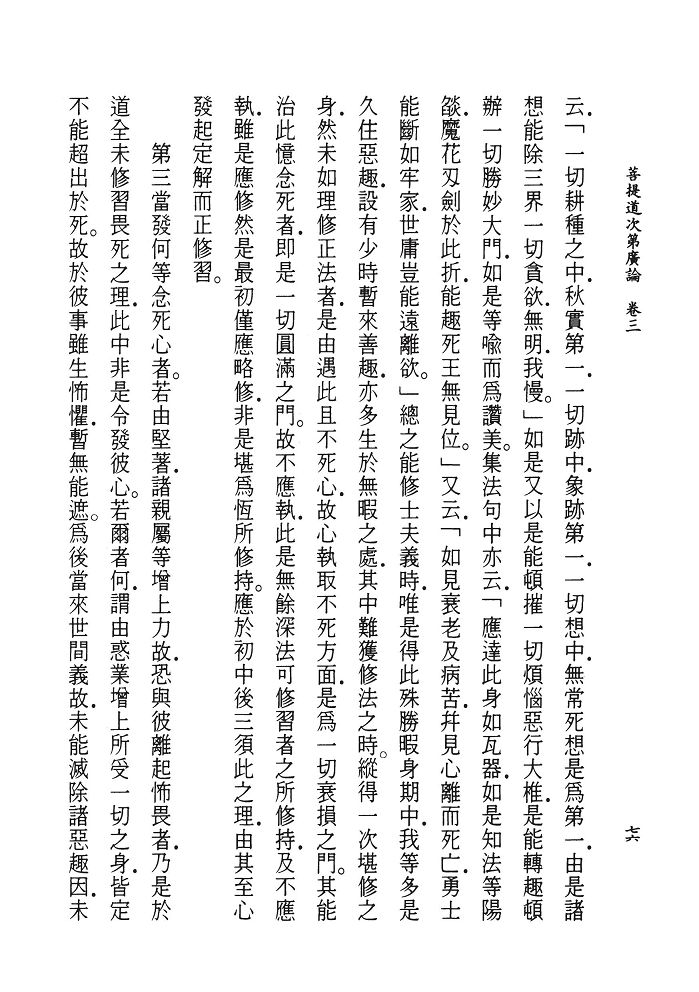 菩提道次第廣論　卷三
七六
云．「一切耕種之中．秋實第一．一切跡中．象跡第一．一切想中．無常死想是爲第一．由是諸
想能除三界一切貪欲．無明．我慢。」如是又以是能頓摧一切煩惱惡行大椎．是能轉趣頓
辦一切勝妙大門．如是等喻而爲讚美。集法句中亦云．「應達此身如瓦器．如是知法等陽
燄．魔花刃劍於此折．能趣死王無見位。」又云．「如見衰老及病苦．幷見心離而死亡．勇士
能斷如牢家．世庸豈能遠離欲。」總之能修士夫義時．唯是得此殊勝暇身期中．我等多是
久住惡趣．設有少時暫來善趣．亦多生於無暇之處．其中難獲修法之時。縱得一次堪修之
身．然未如理修正法者．是由遇此且不死心．故心執取不死方面．是爲一切衰損之門。其能
治此憶念死者．即是一切圓滿之門。故不應執．此是無餘深法可修習者之所修持．及不應
執．雖是應修然是最初僅應略修．非是堪爲恆所修持。應於初中後三須此之理．由其至心
發起定解而正修習。
第三當發何等念死心者。若由堅著．諸親屬等增上力故．恐與彼離起怖畏者．乃是於
道全未修習畏死之理．此中非是令發彼心。若爾者何．謂由惑業增上所受一切之身．皆定
不能超出於死。故於彼事雖生怖懼．暫無能遮。爲後當來世間義故．未能滅除諸惡趣因．未